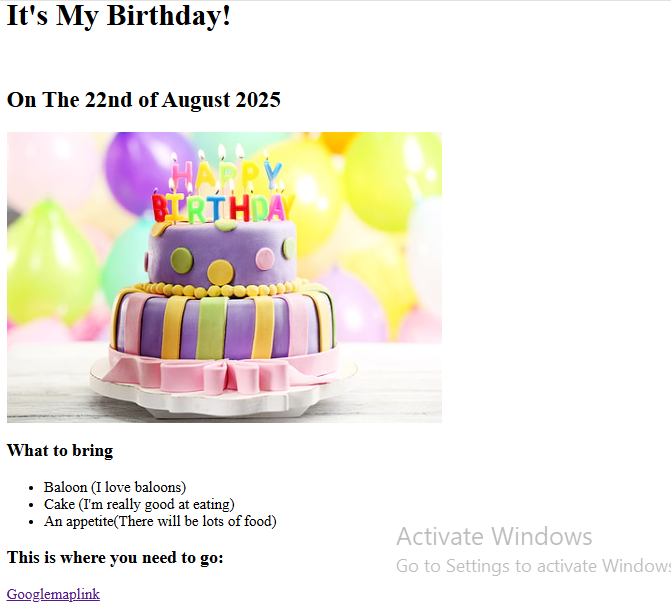 It's My Birthday!
On The 22nd of August 2025
HAPPY
BIRTHDAY
What to bring
Baloon (I love baloons)
Cake (I'm really good at eating)
An appetite(There will be lots of food)
This is where you need to go:
Activate Windows
Go to Settings to activate Windows
Googlemaplink